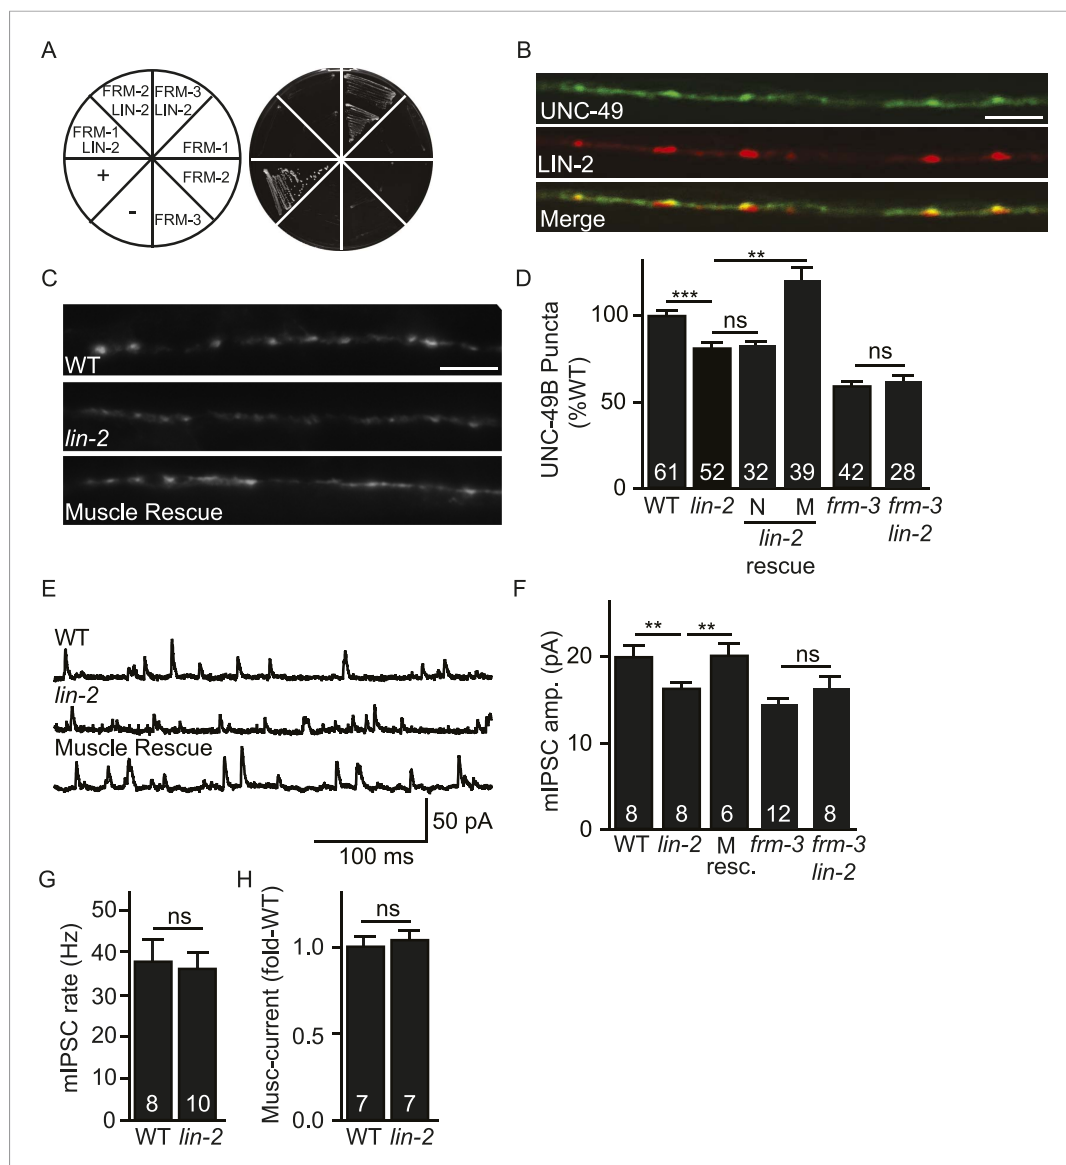 A
FRM-2 FRM-3
LIN-2 LIN-2
FRM-1
LIN-2
FRM-1
+
FRM-2
-
FRM-3
B
UNC-49
LIN-2
Merge
C
WT
lin-2
Muscle Rescue
D
UNC-49B Puncta
(%WT)
100
50
0
***
ns
**
ns
61 52 32 39 42 28
WT lin-2 N M frm-3 frm-3
lin-2
lin-2
rescue
E
WT
lin-2
Muscle Rescue
50 pA
100 ms
F
mIPSC amp. (pA)
20
10
0
** ** ns
8 8 6 12 8
WT lin-2 M frm-3 frm-3
resc. lin-2
G
mIPSC rate (Hz)
50
40
30
20
10
0
ns
8 10
WT lin-2
H
Musc-current (fold-WT)
1.0
0.5
0.0
ns
7 7
WT lin-2